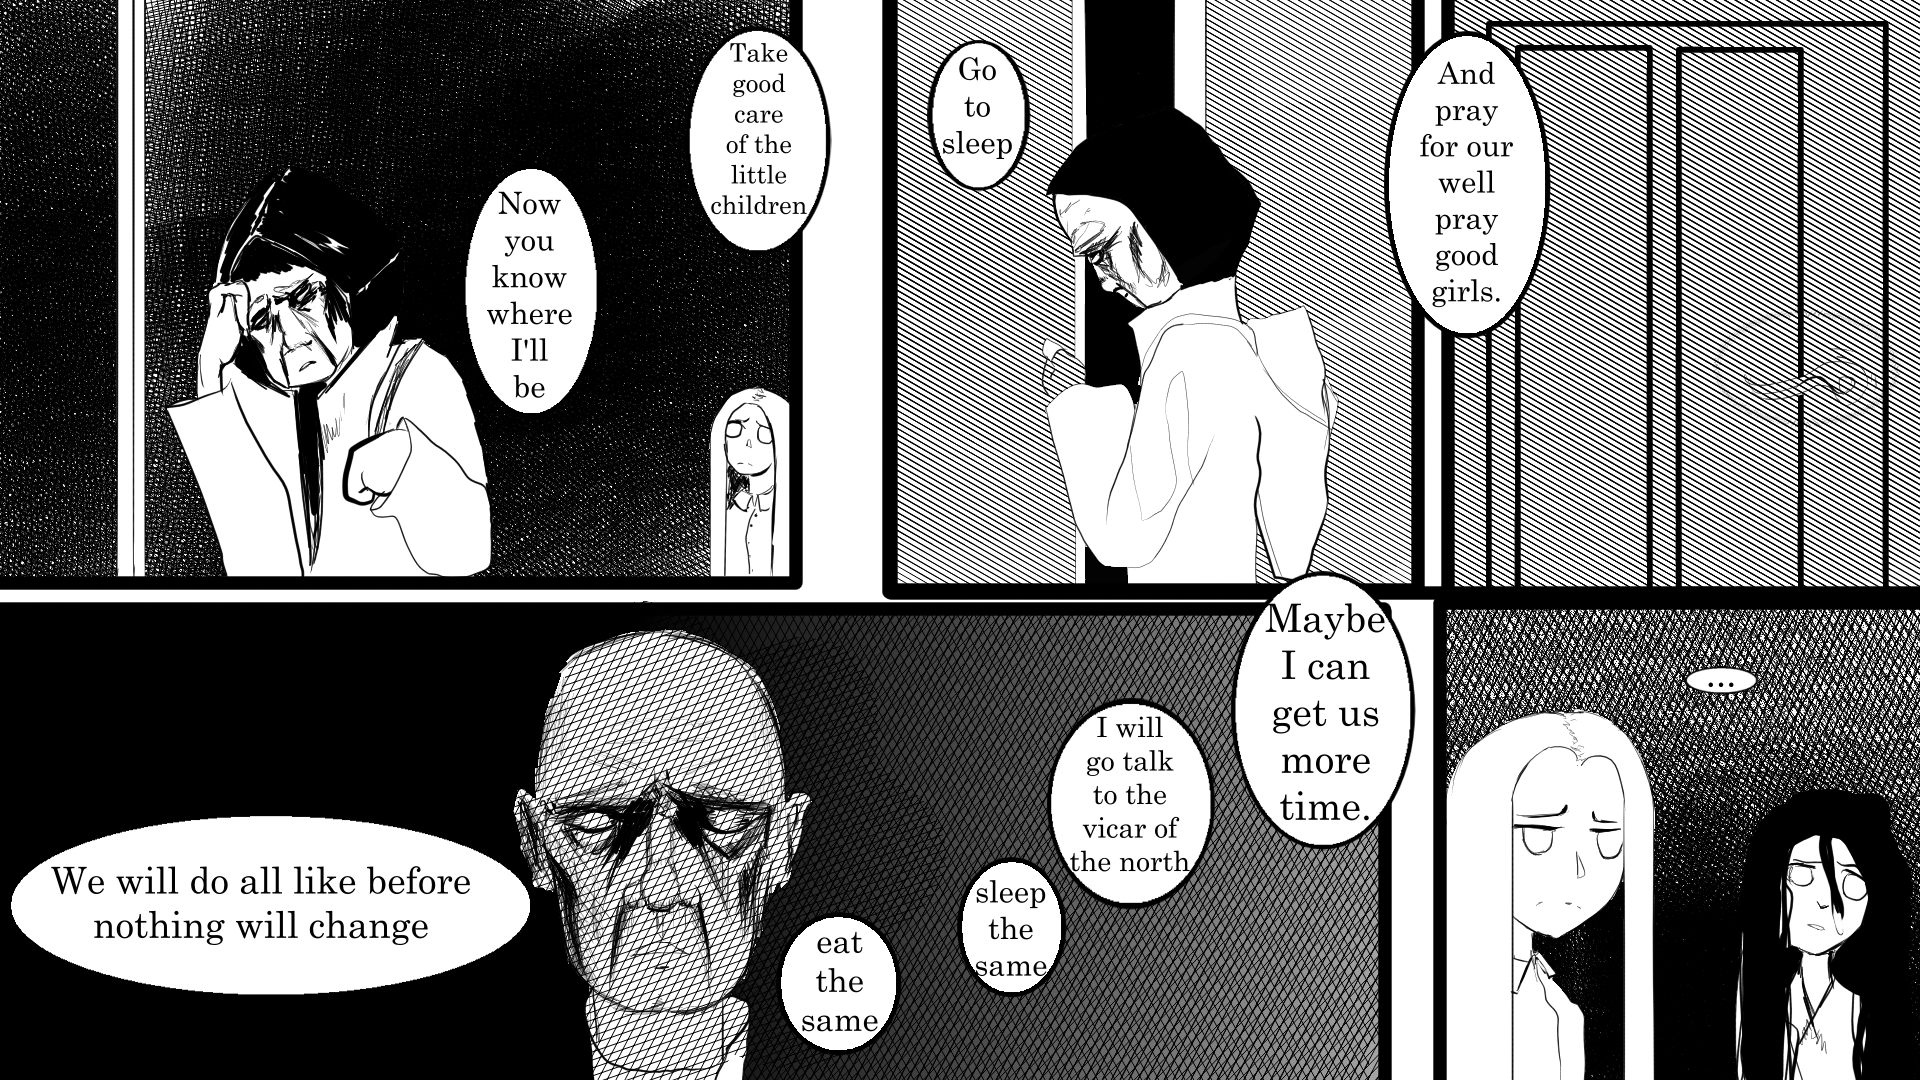 Now
you
know
where
I'll
be
Take
good
care
of the
little
children
Go
to
sleep
And
pray
for our
well
pray
good
girls.
We will do all like before
nothing will change
eat
the
same
sleep
the
same
I will
go talk
to the
vicar of
the north
Maybe
I can
get us
more
time.
...